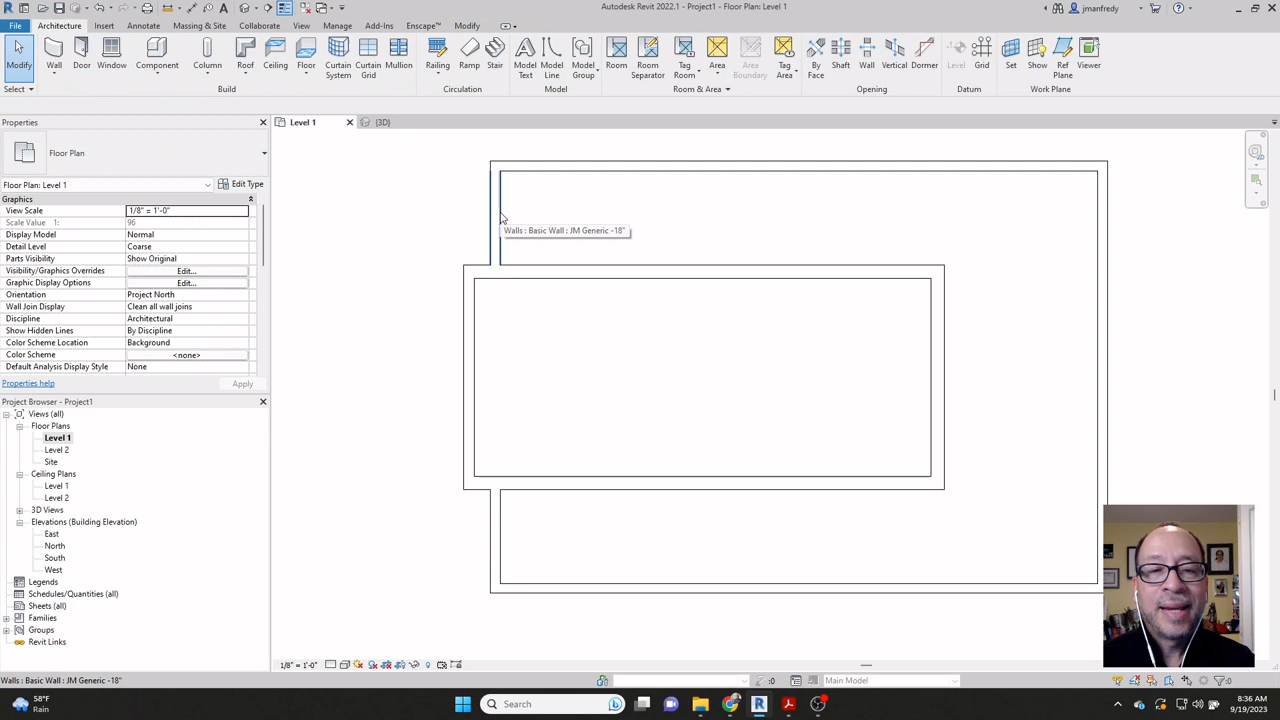 Autodesk Revit 2022.1 - Project1 - Floor Plan: Level 1
jmanfredy
File Architecture Insert Annotate Massing & Site Collaborate View Manage Add-Ins Enscape™ Modify
Modify Wall Door Window Component Column Roof Ceiling Floor Curtain System Curtain Grid Mullion Railing Ramp Stair Model Text Model Line Model Group Room Room Separator Tag Room Area Area Boundary Tag Area By Face Shaft Wall Vertical Dormer Level Grid Set Show Ref Plane Viewer
Select Build Circulation Model Room & Area Opening Datum Work Plane
Properties
Level 1 {3D}
Floor Plan
Floor Plan: Level 1 Edit Type
Graphics
View Scale 1/8" = 1'-0"
Scale Value 1: 96
Display Model Normal
Detail Level Coarse
Parts Visibility Show Original
Visibility/Graphics Overrides Edit...
Graphic Display Options Edit...
Orientation Project North
Wall Join Display Clean all wall joins
Discipline Architectural
Show Hidden Lines By Discipline
Color Scheme Location Background
Color Scheme <none>
Default Analysis Display Style None
Properties help Apply
Walls : Basic Wall : JM Generic -18"
Project Browser - Project1
Views (all)
Floor Plans
Level 1
Level 2
Site
Ceiling Plans
Level 1
Level 2
3D Views
Elevations (Building Elevation)
East
North
South
West
Legends
Schedules/Quantities (all)
Sheets (all)
Families
Groups
Revit Links
1/8" = 1'-0"
Walls : Basic Wall : JM Generic -18"
:0 Main Model :0
58°F
Rain
Search
8:36 AM
9/19/2023